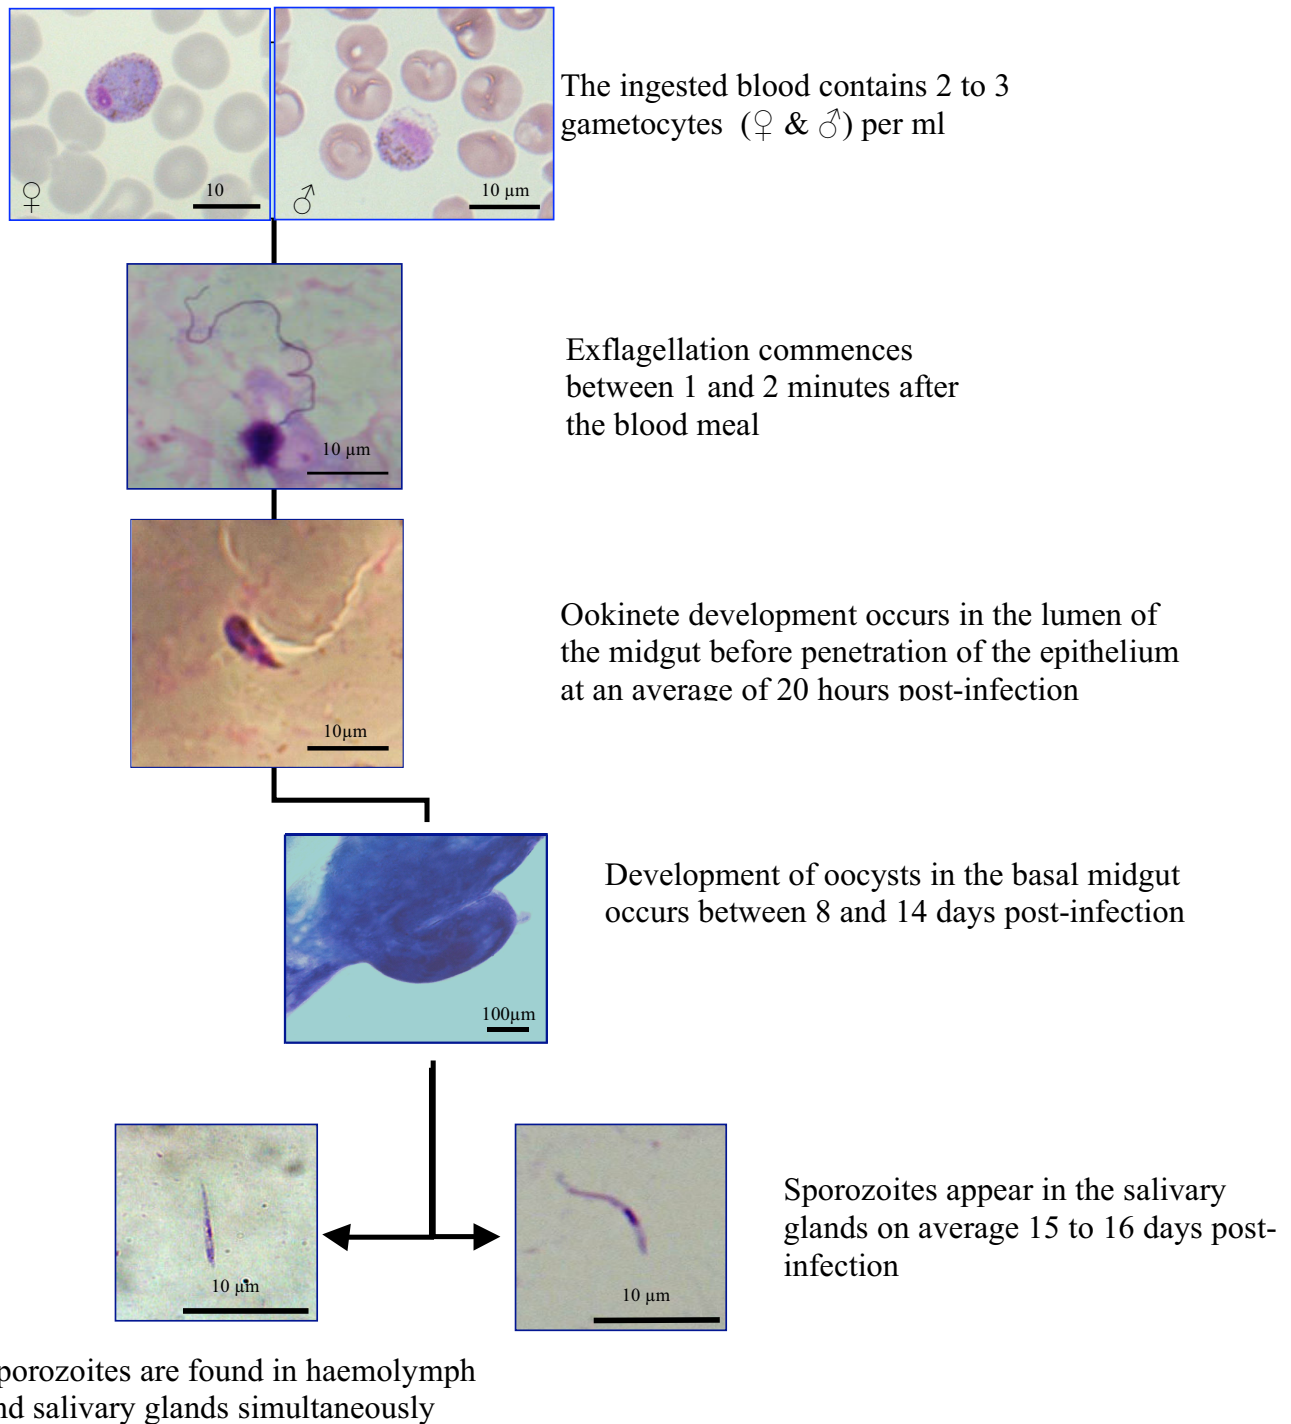 The ingested blood contains 2 to 3
gametocytes (♀ & ♂) per ml
♀
10
♂
10 µm
Exflagellation commences
between 1 and 2 minutes after
the blood meal
10 µm
Ookinete development occurs in the lumen of
the midgut before penetration of the epithelium
at an average of 20 hours post-infection
10µm
Development of oocysts in the basal midgut
occurs between 8 and 14 days post-infection
100µm
Sporozoites appear in the salivary
glands on average 15 to 16 days post-
infection
10 µm
10 µm
porozoites are found in haemolymph
nd salivary glands simultaneously